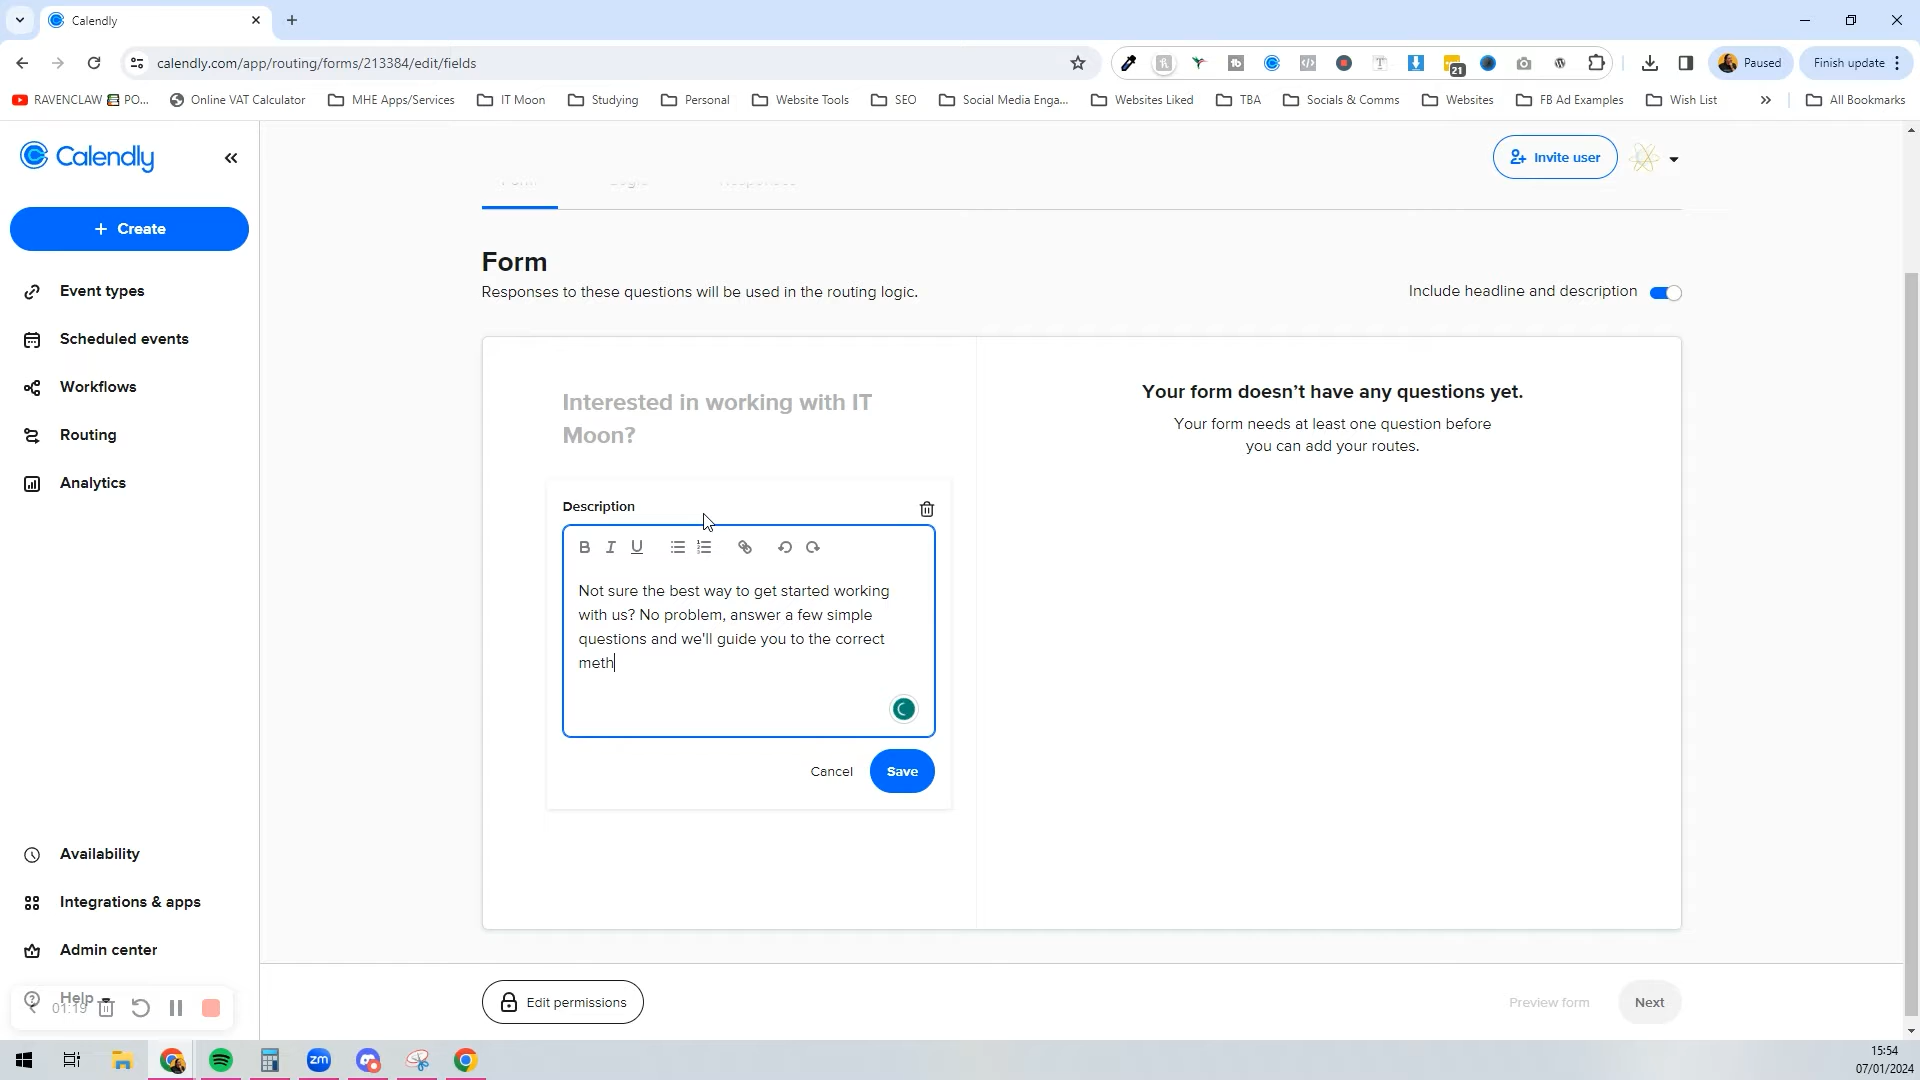 Calendly
calendly.com/app/routing/forms/213384/edit/fields
21
Paused
Finish update
RAVENCLAW
PO...
Online VAT Calculator
MHE Apps/Services
IT Moon
Studying
Personal
Website Tools
SEO
Social Media Enga...
Websites Liked
TBA
Socials & Comms
Websites
FB Ad Examples
Wish List
All Bookmarks
Calendly
Invite user
Create
Event types
Scheduled events
Workflows
Routing
Analytics
Availability
Integrations & apps
Admin center
Help
01:19
Form
Responses to these questions will be used in the routing logic.
Include headline and description
Interested in working with IT
Moon?
Description
B I U
Not sure the best way to get started working
with us? No problem, answer a few simple
questions and we'll guide you to the correct
meth
Cancel
Save
Your form doesn’t have any questions yet.
Your form needs at least one question before
you can add your routes.
Edit permissions
Preview form
Next
zm
15:54
07/01/2024